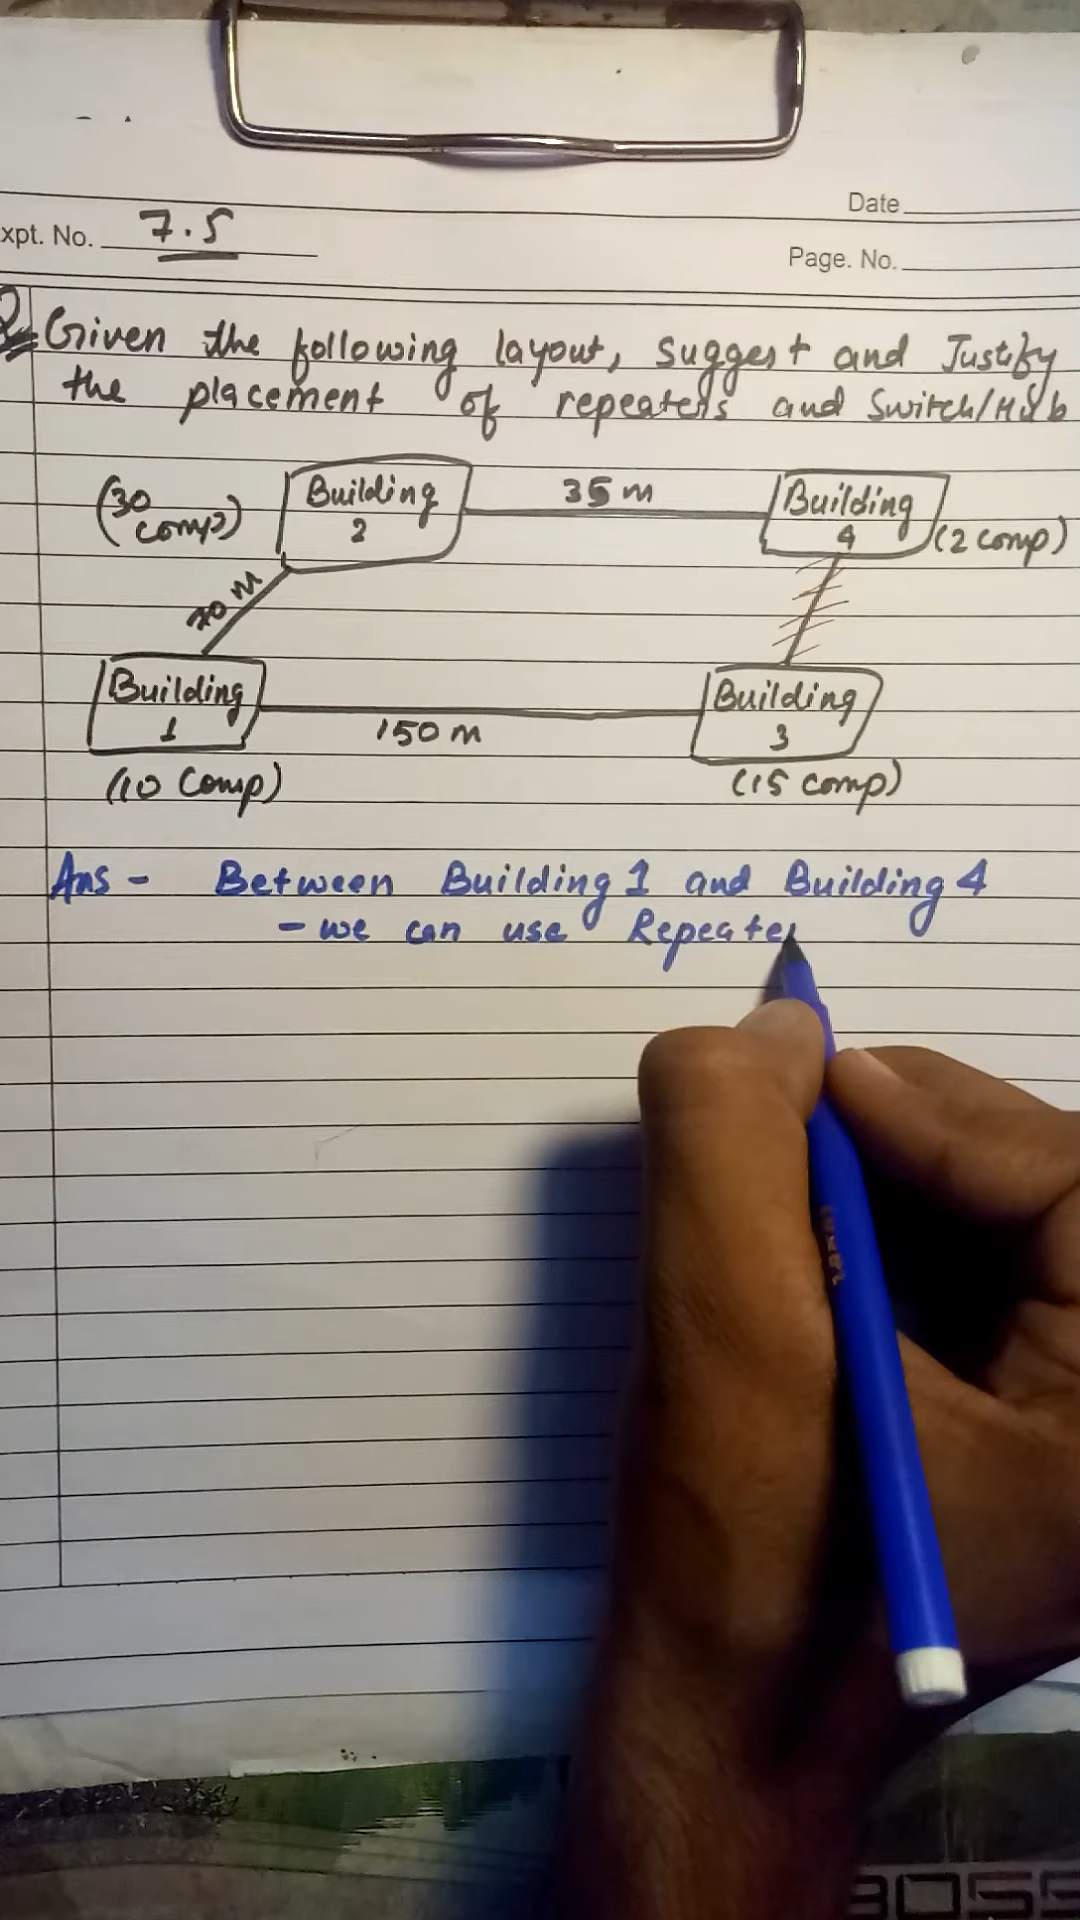 Date
xpt. No. 7.5
Page. No.
Q Given the following layout, suggest and Justify
the placement of repeaters and Switch/Hub
(30 comp)
Building 2
35 m
Building 4
(2 comp)
70 m
Building 1
150 m
Building 3
(10 Comp)
(15 comp)
Ans - Between Building 1 and Building 4
- we can use Repeater